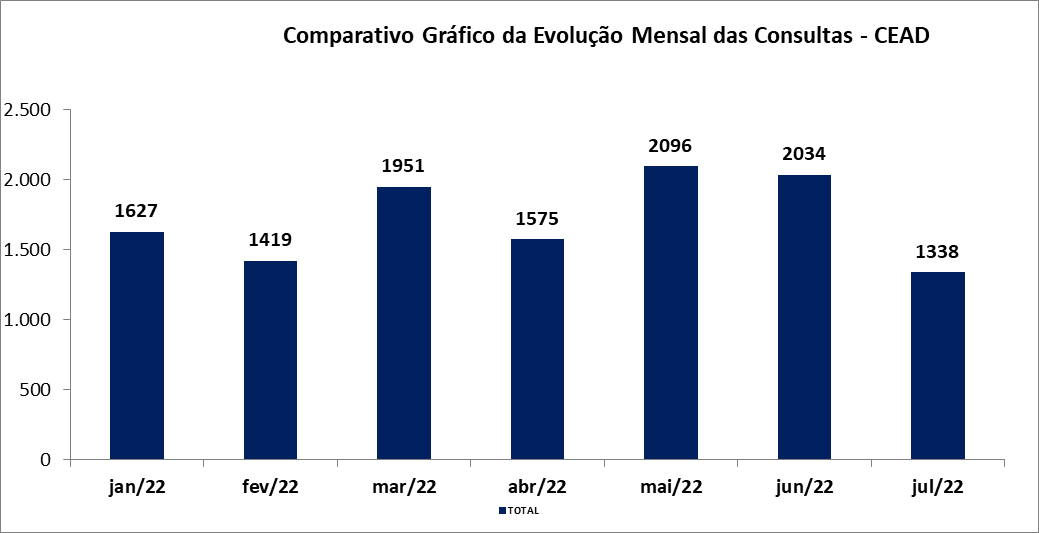 Comparativo Gráfico da Evolução Mensal das Consultas - CEAD
2.500
2.000
1.500
1.000
500
0
1627
1419
1951
1575
2096
2034
1338
jan/22
fev/22
mar/22
abr/22
mai/22
jun/22
jul/22
TOTAL